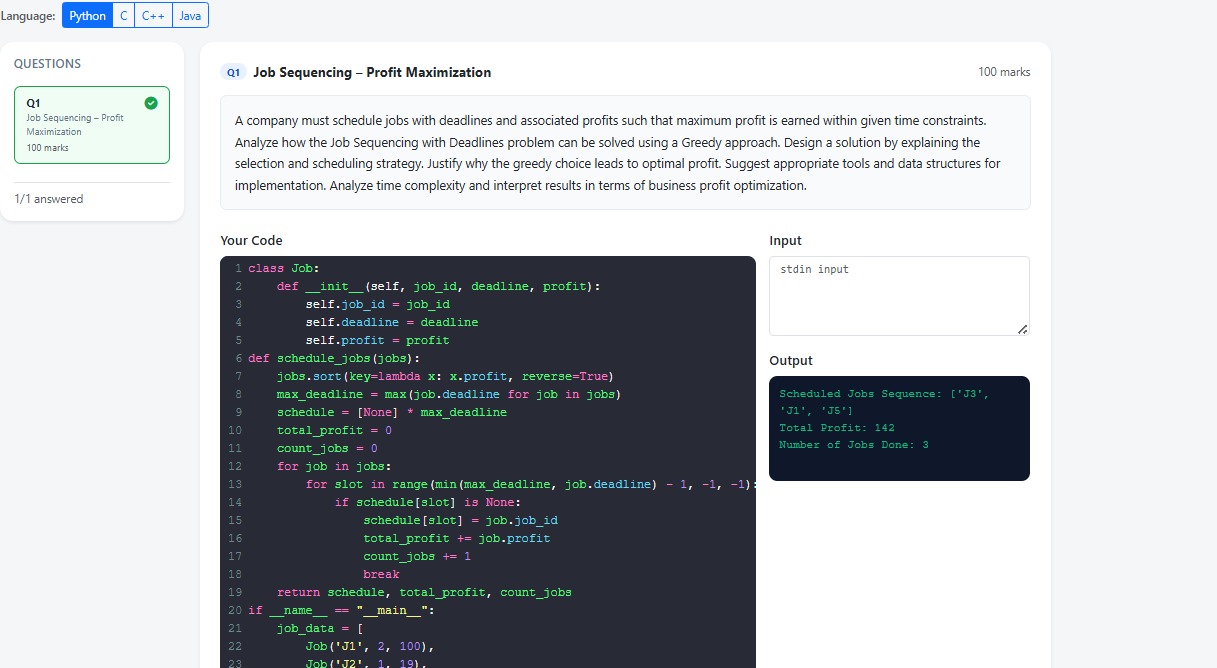 Language: Python C C++ Java
QUESTIONS
Q1
Job Sequencing – Profit
Maximization
100 marks
1/1 answered
Q1 Job Sequencing – Profit Maximization 100 marks
A company must schedule jobs with deadlines and associated profits such that maximum profit is earned within given time constraints.
Analyze how the Job Sequencing with Deadlines problem can be solved using a Greedy approach. Design a solution by explaining the
selection and scheduling strategy. Justify why the greedy choice leads to optimal profit. Suggest appropriate tools and data structures for
implementation. Analyze time complexity and interpret results in terms of business profit optimization.
Your Code
1 class Job:
2     def __init__(self, job_id, deadline, profit):
3         self.job_id = job_id
4         self.deadline = deadline
5         self.profit = profit
6 def schedule_jobs(jobs):
7     jobs.sort(key=lambda x: x.profit, reverse=True)
8     max_deadline = max(job.deadline for job in jobs)
9     schedule = [None] * max_deadline
10     total_profit = 0
11     count_jobs = 0
12     for job in jobs:
13         for slot in range(min(max_deadline, job.deadline) - 1, -1, -1):
14             if schedule[slot] is None:
15                 schedule[slot] = job.job_id
16                 total_profit += job.profit
17                 count_jobs += 1
18                 break
19     return schedule, total_profit, count_jobs
20 if __name__ == "__main__":
21     job_data = [
22         Job('J1', 2, 100),
23         Job('J2', 1, 19),
Input
stdin input
Output
Scheduled Jobs Sequence: ['J3',
'J1', 'J5']
Total Profit: 142
Number of Jobs Done: 3